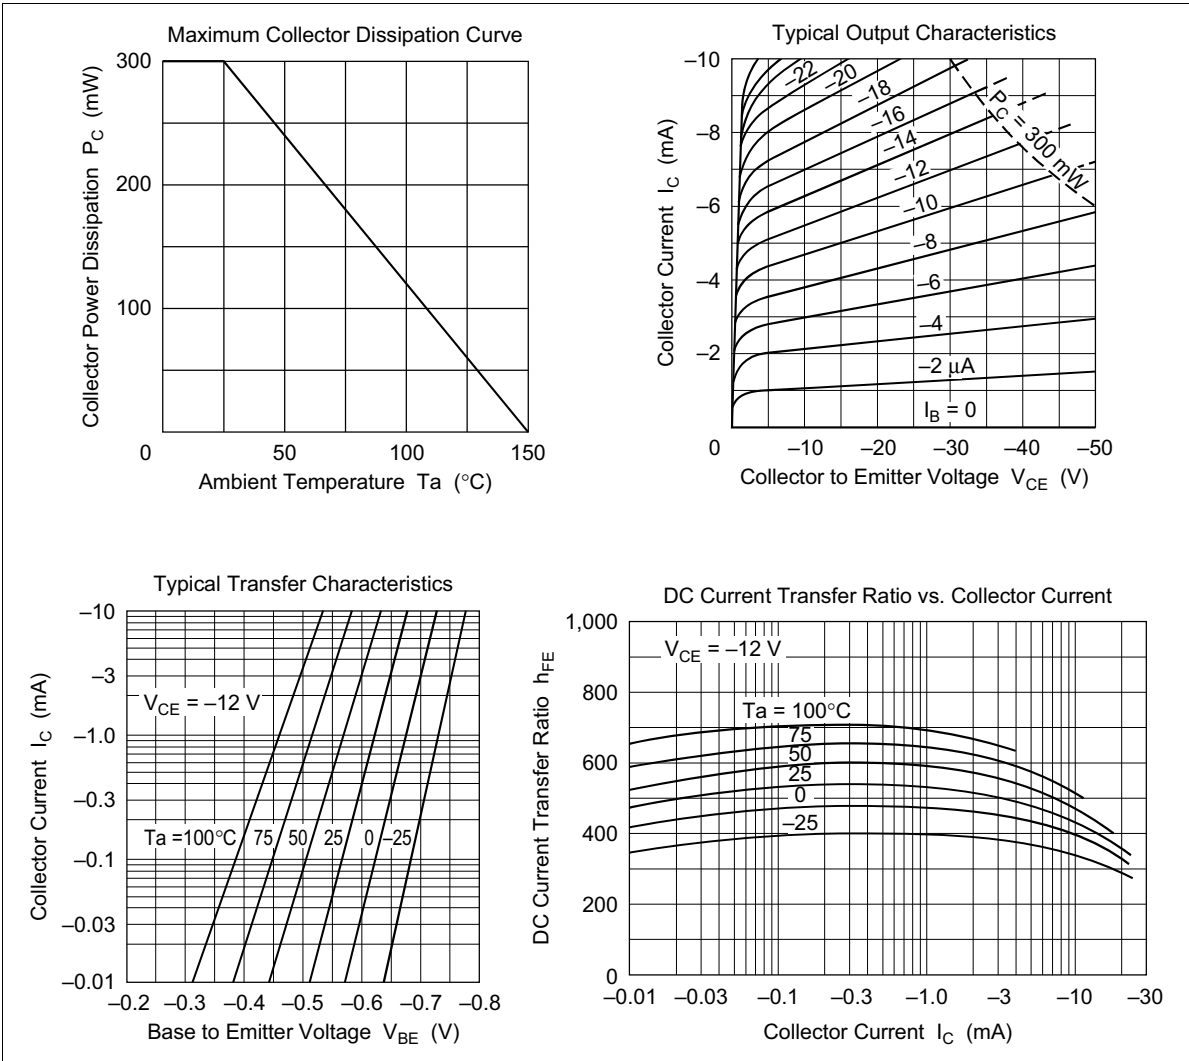 Maximum Collector Dissipation Curve
Collector Power Dissipation P_C (mW)
300
200
100
0
50
100
150
Ambient Temperature Ta (°C)
Typical Output Characteristics
Collector Current I_C (mA)
–10
–8
–6
–4
–2
0
–10
–20
–30
–40
–50
Collector to Emitter Voltage V_CE (V)
–22
–20
–18
–16
–14
–12
–10
–8
–6
–4
–2 μA
I_B = 0
P_C = 300 mW
Typical Transfer Characteristics
Collector Current I_C (mA)
–10
–3
–1.0
–0.3
–0.1
–0.03
–0.01
V_CE = –12 V
Ta =100°C 75 50 25 0 –25
–0.2 –0.3 –0.4 –0.5 –0.6 –0.7 –0.8
Base to Emitter Voltage V_BE (V)
DC Current Transfer Ratio vs. Collector Current
DC Current Transfer Ratio h_FE
1,000
800
600
400
200
0
V_CE = –12 V
Ta = 100°C
75
50
25
0
–25
–0.01 –0.03 –0.1 –0.3 –1.0 –3 –10 –30
Collector Current I_C (mA)